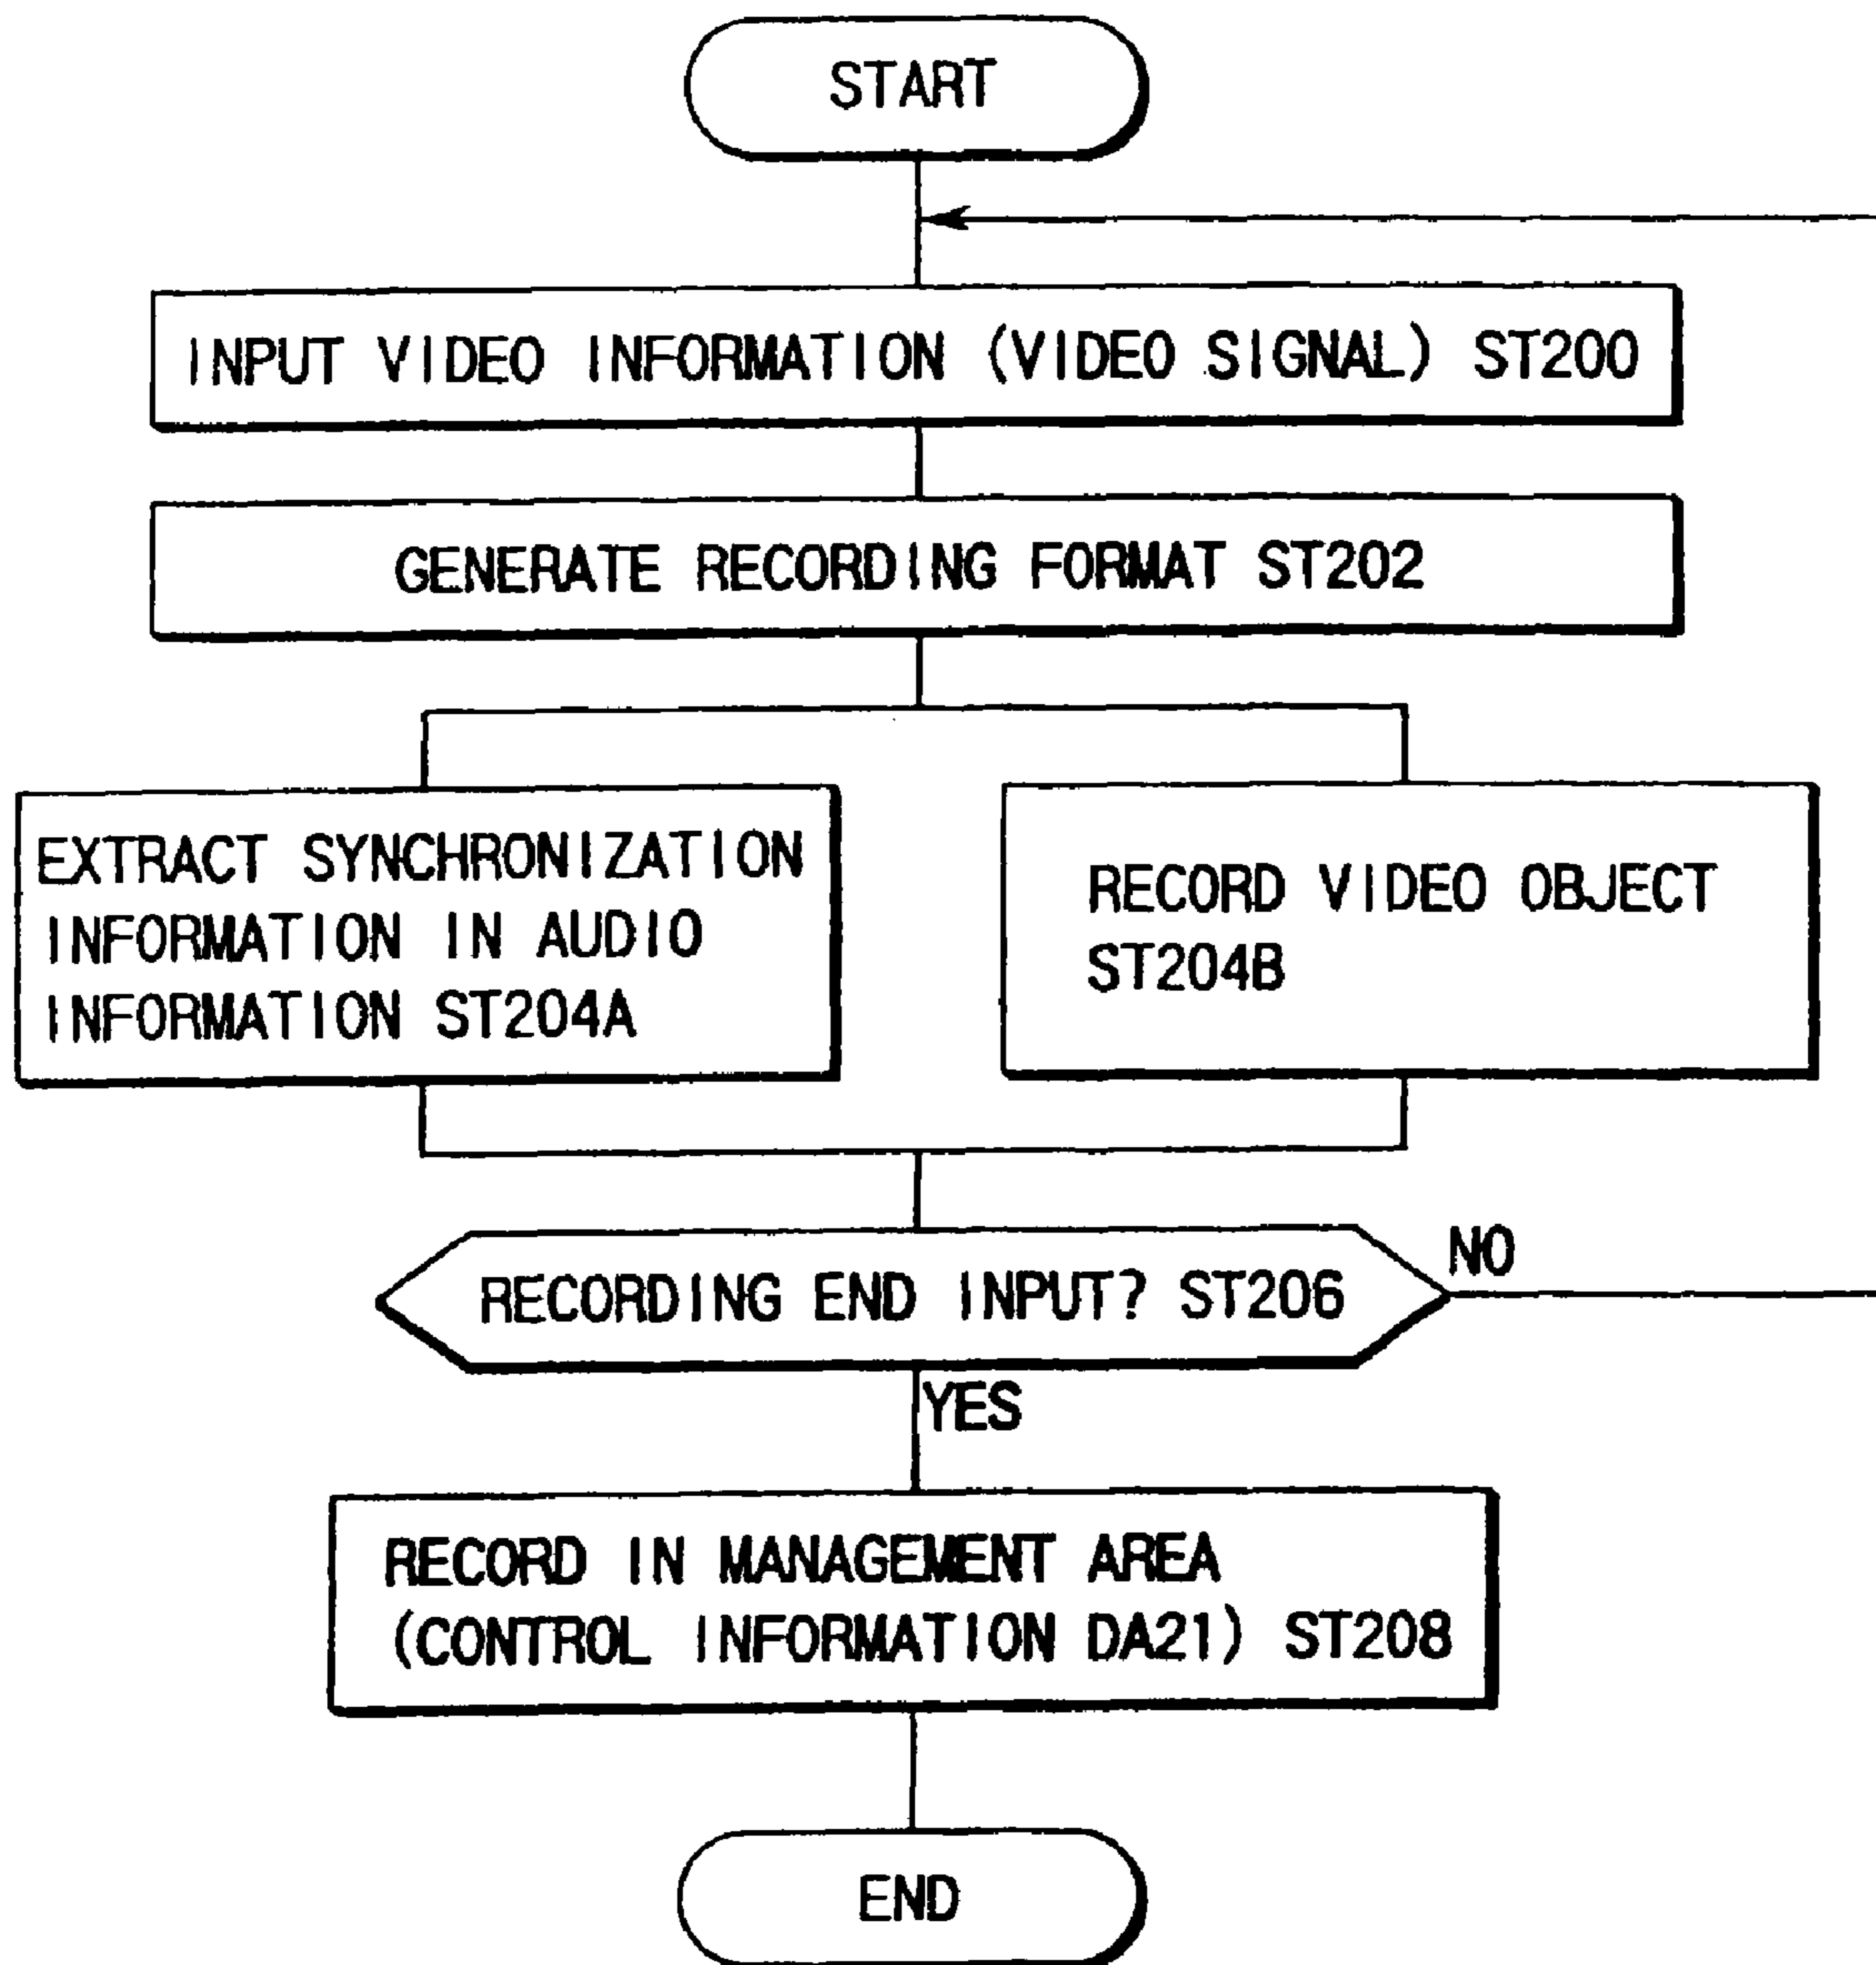 START
INPUT VIDEO INFORMATION (VIDEO SIGNAL) ST200
GENERATE RECORDING FORMAT ST202
EXTRACT SYNCHRONIZATION
INFORMATION IN AUDIO
INFORMATION ST204A
RECORD VIDEO OBJECT
ST204B
RECORDING END INPUT? ST206
NO
YES
RECORD IN MANAGEMENT AREA
(CONTROL INFORMATION DA21) ST208
END